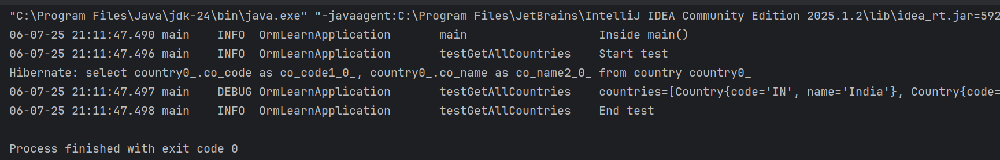 "C:\Program Files\Java\jdk-24\bin\java.exe" "-javaagent:C:\Program Files\JetBrains\IntelliJ IDEA Community Edition 2025.1.2\lib\idea_rt.jar=592
06-07-25 21:11:47.490 main    INFO  OrmLearnApplication       main                   Inside main()
06-07-25 21:11:47.496 main    INFO  OrmLearnApplication       testGetAllCountries    Start test
Hibernate: select country0_.co_code as co_code1_0_, country0_.co_name as co_name2_0_ from country country0_
06-07-25 21:11:47.497 main    DEBUG OrmLearnApplication       testGetAllCountries    countries=[Country{code='IN', name='India'}, Country{code=
06-07-25 21:11:47.498 main    INFO  OrmLearnApplication       testGetAllCountries    End test
Process finished with exit code 0